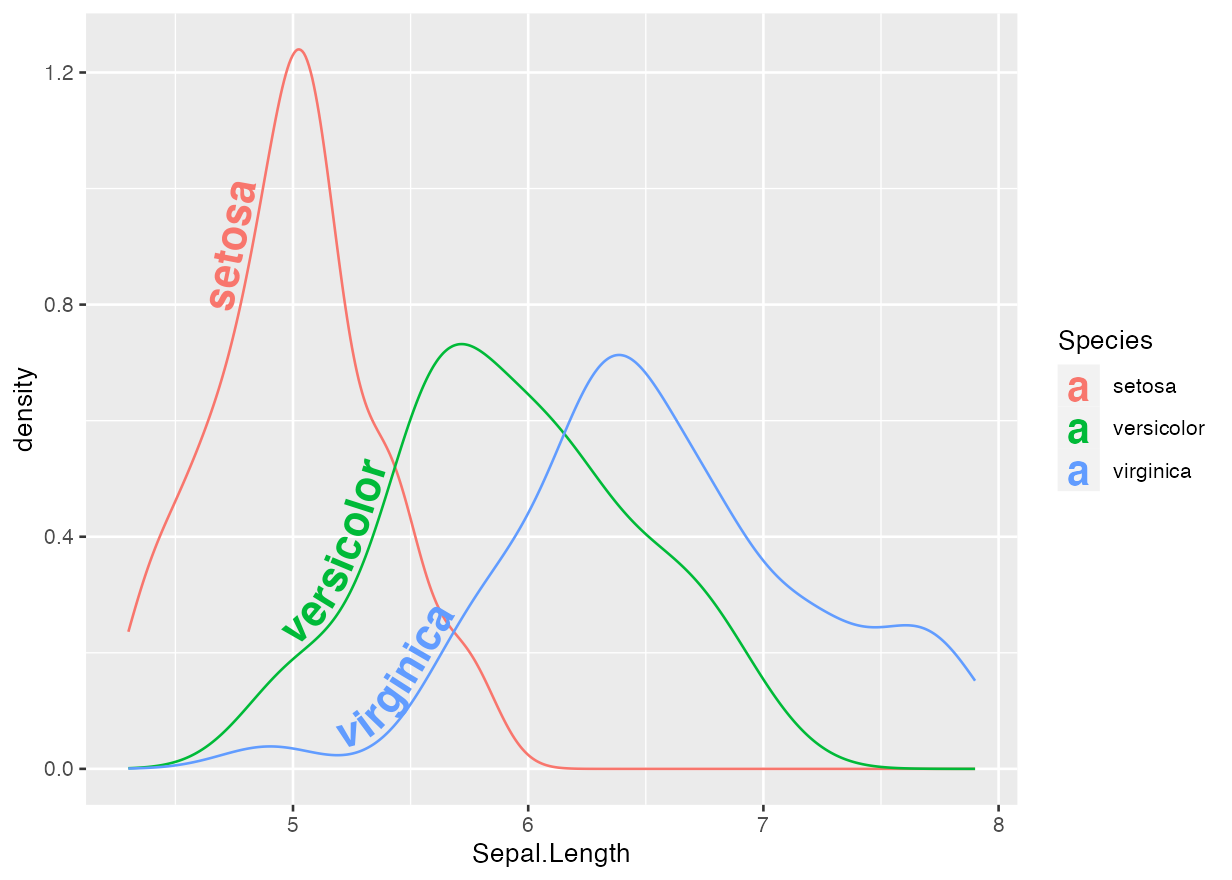 1.2
0.8
0.4
0.0
density
setosa
versicolor
virginica
5 6 7 8
Sepal.Length
Species
a setosa
a versicolor
a virginica